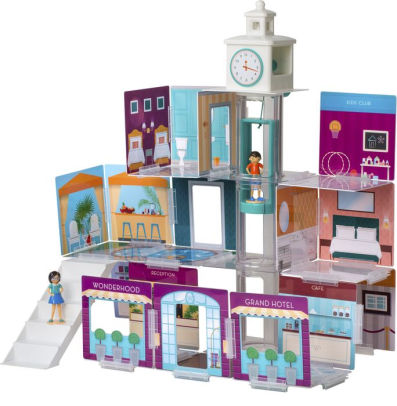 KIDS CLUB
RECEPTION
CAFE
WONDERHOOD
GRAND HOTEL